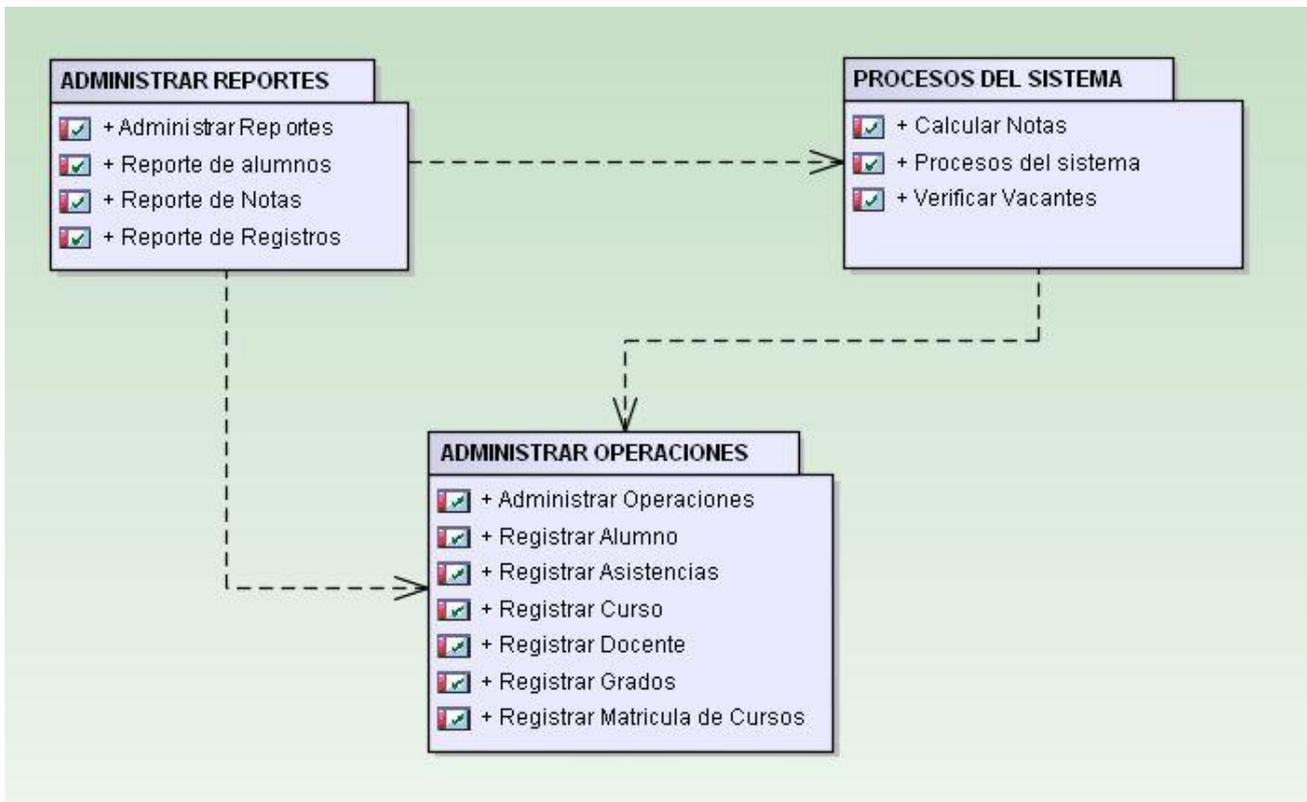 ADMINISTRAR REPORTES
+ Administrar Reportes
+ Reporte de alumnos
+ Reporte de Notas
+ Reporte de Registros
PROCESOS DEL SISTEMA
+ Calcular Notas
+ Procesos del sistema
+ Verificar Vacantes
ADMINISTRAR OPERACIONES
+ Administrar Operaciones
+ Registrar Alumno
+ Registrar Asistencias
+ Registrar Curso
+ Registrar Docente
+ Registrar Grados
+ Registrar Matricula de Cursos